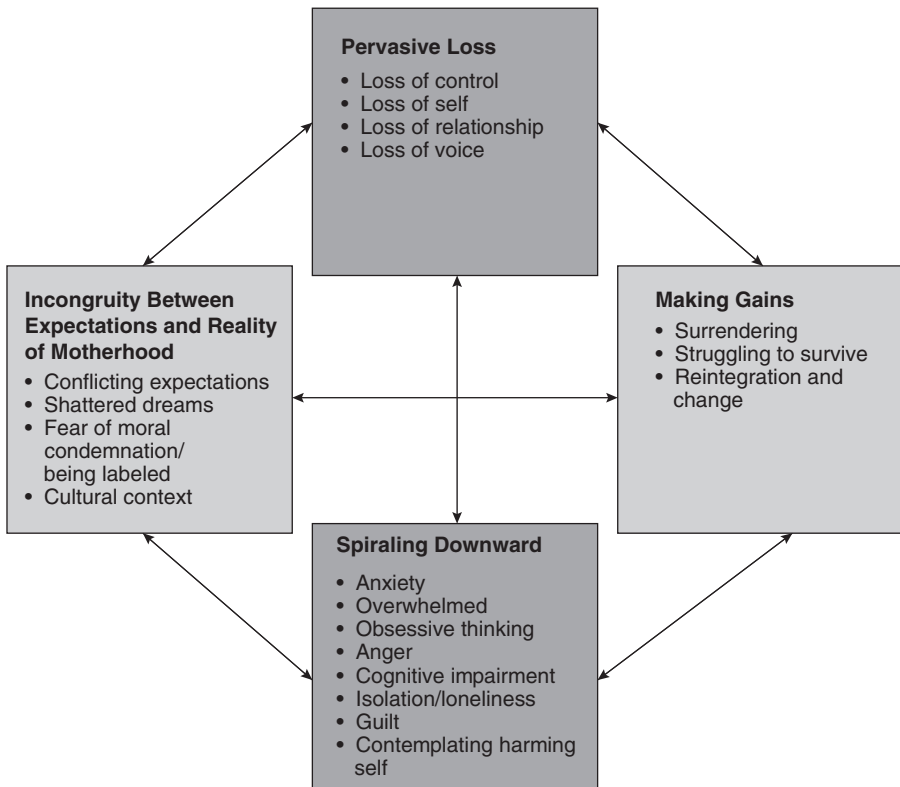 Pervasive Loss
• Loss of control
• Loss of self
• Loss of relationship
• Loss of voice
Incongruity Between
Expectations and Reality
of Motherhood
• Conflicting expectations
• Shattered dreams
• Fear of moral
condemnation/
being labeled
• Cultural context
Making Gains
• Surrendering
• Struggling to survive
• Reintegration and
change
Spiraling Downward
• Anxiety
• Overwhelmed
• Obsessive thinking
• Anger
• Cognitive impairment
• Isolation/loneliness
• Guilt
• Contemplating harming
self